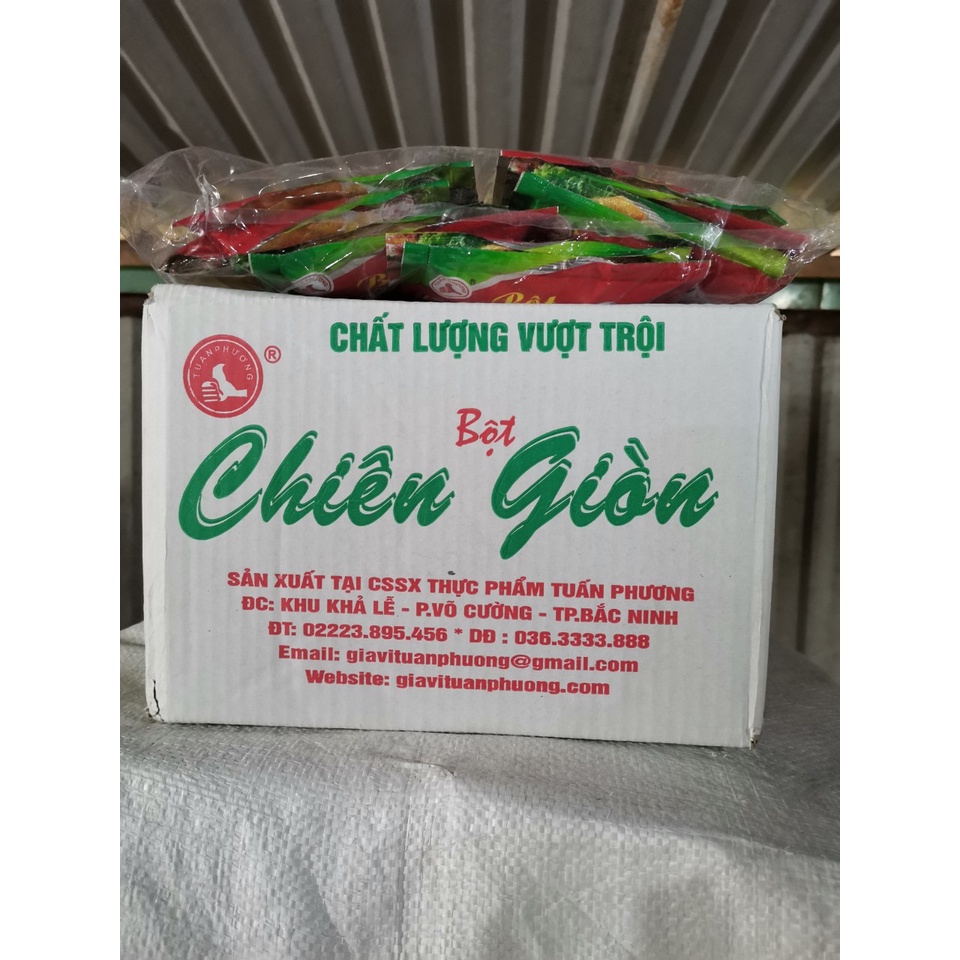 Bột
CHẤT LƯỢNG VƯỢT TRỘI
TUANPHƯƠNG
®
Bột
Chiên Giòn
SẢN XUẤT TẠI CSSX THỰC PHẨM TUẤN PHƯƠNG
ĐC: KHU KHẢ LỄ - P.VÕ CƯỜNG - TP.BẮC NINH
ĐT: 02223.895.456 * DĐ : 036.3333.888
Email: giavituanphuong@gmail.com
Website: giavituanphuong.com